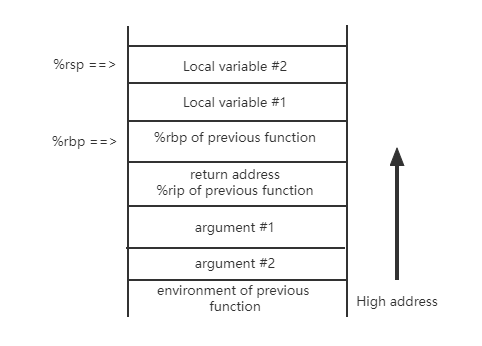 %rsp ==>
Local variable #2
Local variable #1
%rbp ==>
%rbp of previous function
return address
%rip of previous function
argument #1
argument #2
environment of previous
function
High address